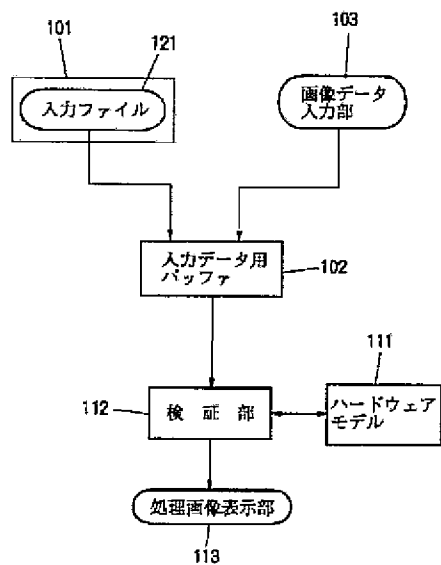 101
121
103
入力ファイル
画像データ
入力部
入力データ用
バッファ
102
111
112
検証部
ハードウェア
モデル
処理画像表示部
113